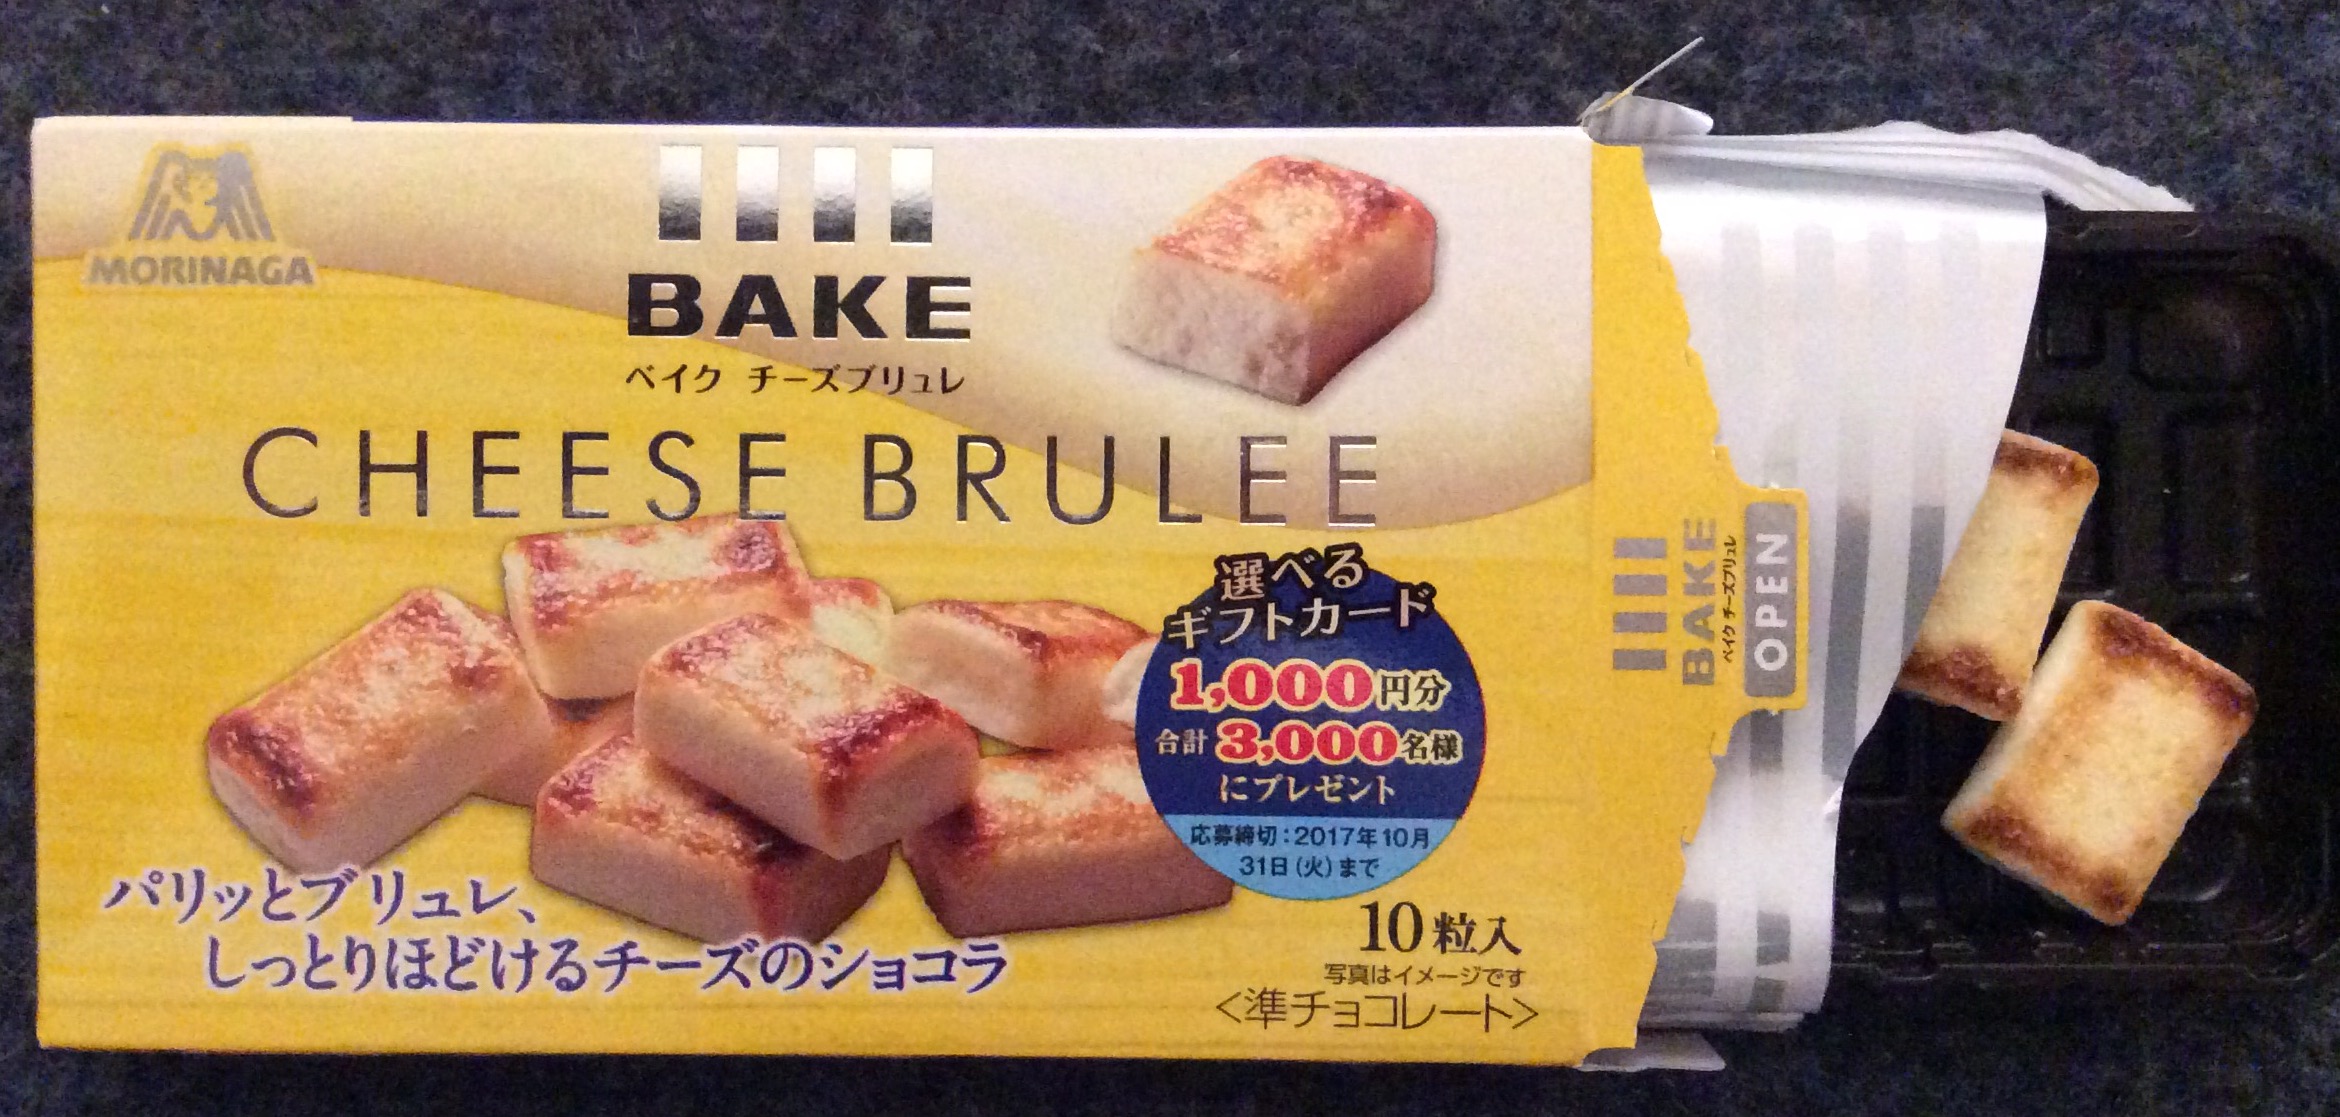 MORINAGA
BAKE
ベイク チーズブリュレ
CHEESE BRULEE
選べる
ギフトカード
1,000円分
合計3,000名様
にプレゼント
応募締切:2017年10月
31日(火)まで
パリッとブリュレ、
しっとりほどけるチーズのショコラ
10粒入
写真はイメージです
<準チョコレート>
BAKE
ベイク チーズブリュレ
OPEN